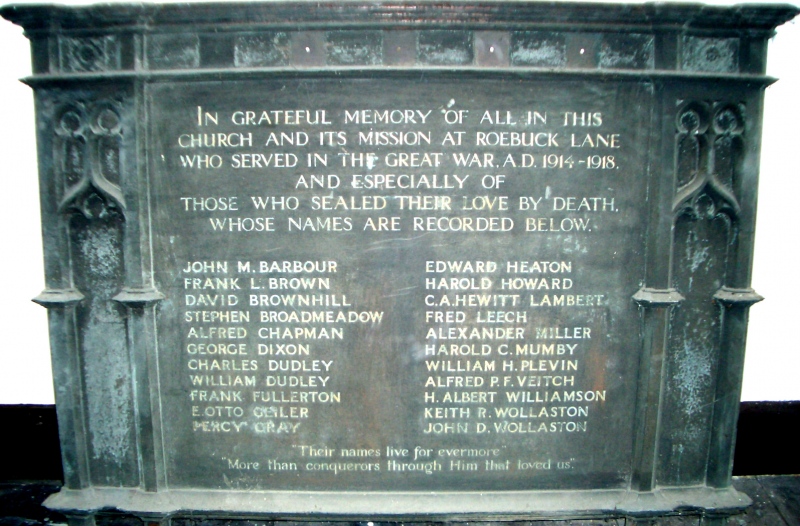 IN GRATEFUL MEMORY OF ALL IN THIS
CHURCH AND ITS MISSION AT ROEBUCK LANE
WHO SERVED IN THE GREAT WAR, A.D. 1914-1918,
AND ESPECIALLY OF
THOSE WHO SEALED THEIR LOVE BY DEATH,
WHOSE NAMES ARE RECORDED BELOW.
JOHN M. BARBOUR
FRANK L. BROWN
DAVID BROWNHILL
STEPHEN BROADMEADOW
ALFRED CHAPMAN
GEORGE DIXON
CHARLES DUDLEY
WILLIAM DUDLEY
FRANK FULLERTON
E. OTTO
PERCY GRAY
EDWARD HEATON
HAROLD HOWARD
C.A. HEWITT LAMBERT
FRED LEECH
ALEXANDER MILLER
HAROLD C. MUMBY
WILLIAM H. PLEVIN
ALFRED P. F. VEITCH
H. ALBERT WILLIAMSON
KEITH R. WOLLASTON
JOHN D. WOLLASTON
"Their names live for evermore"
"More than conquerors through Him that loved us".